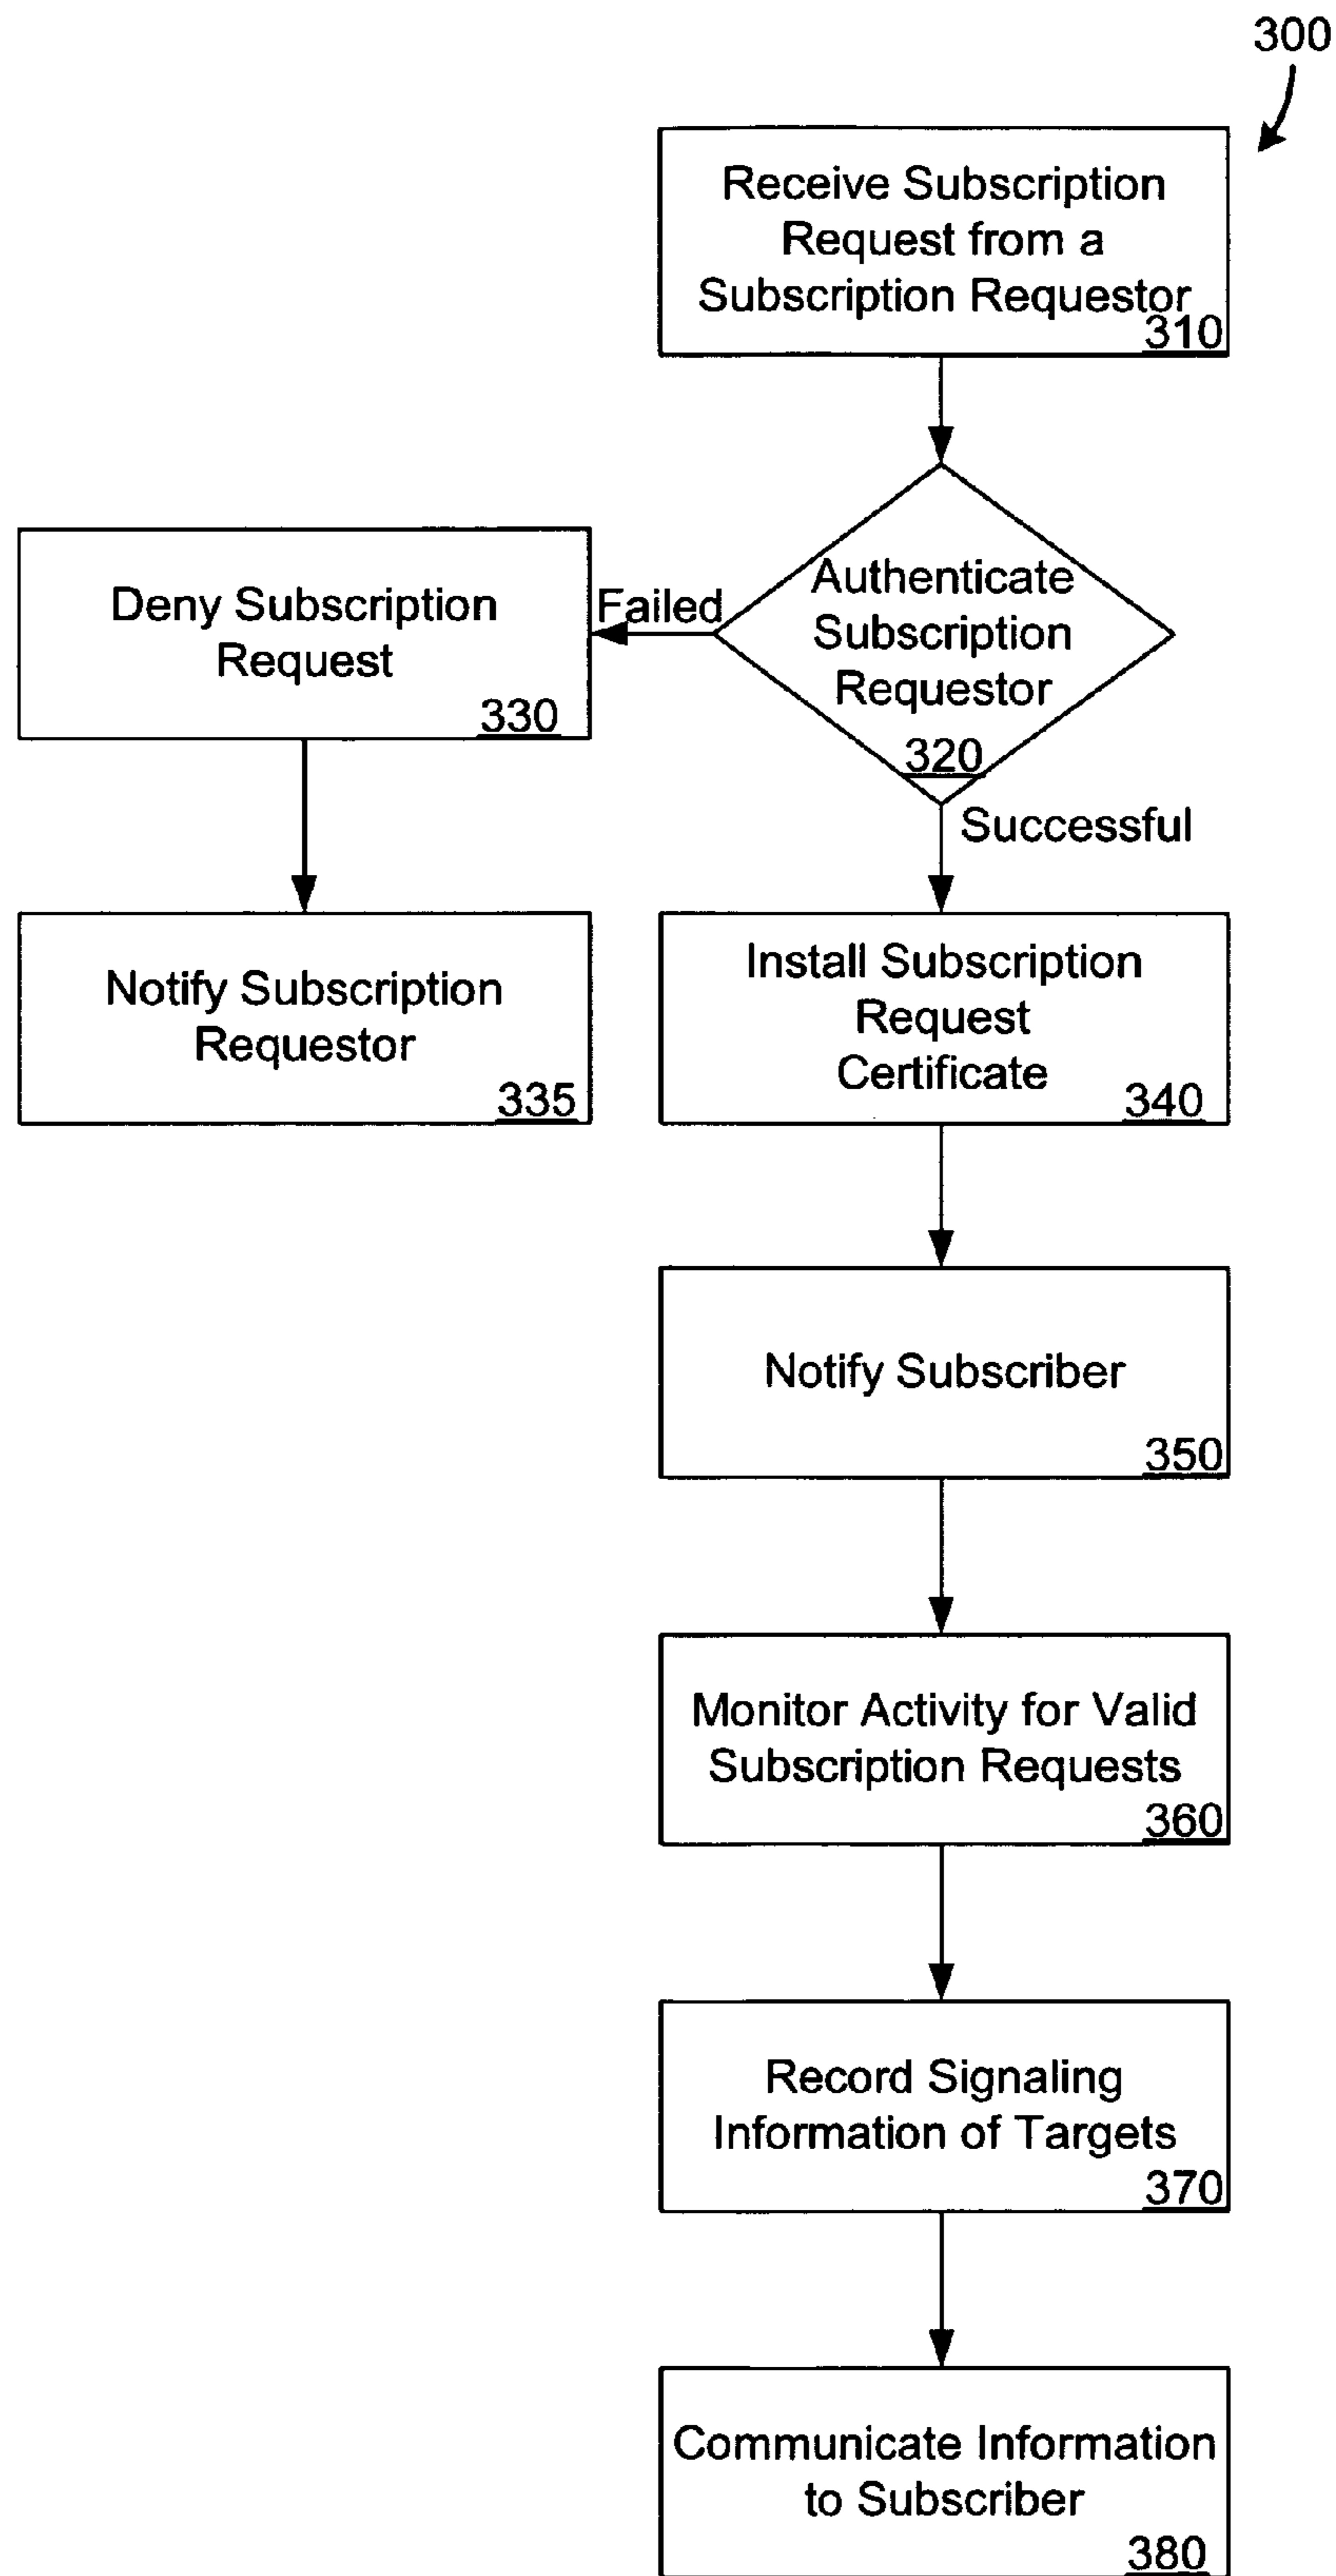 300
Receive Subscription
Request from a
Subscription Requestor
310
Authenticate
Subscription
Requestor
320
Failed
Deny Subscription
Request
330
Successful
Notify Subscription
Requestor
335
Install Subscription
Request
Certificate
340
Notify Subscriber
350
Monitor Activity for Valid
Subscription Requests
360
Record Signaling
Information of Targets
370
Communicate Information
to Subscriber
380